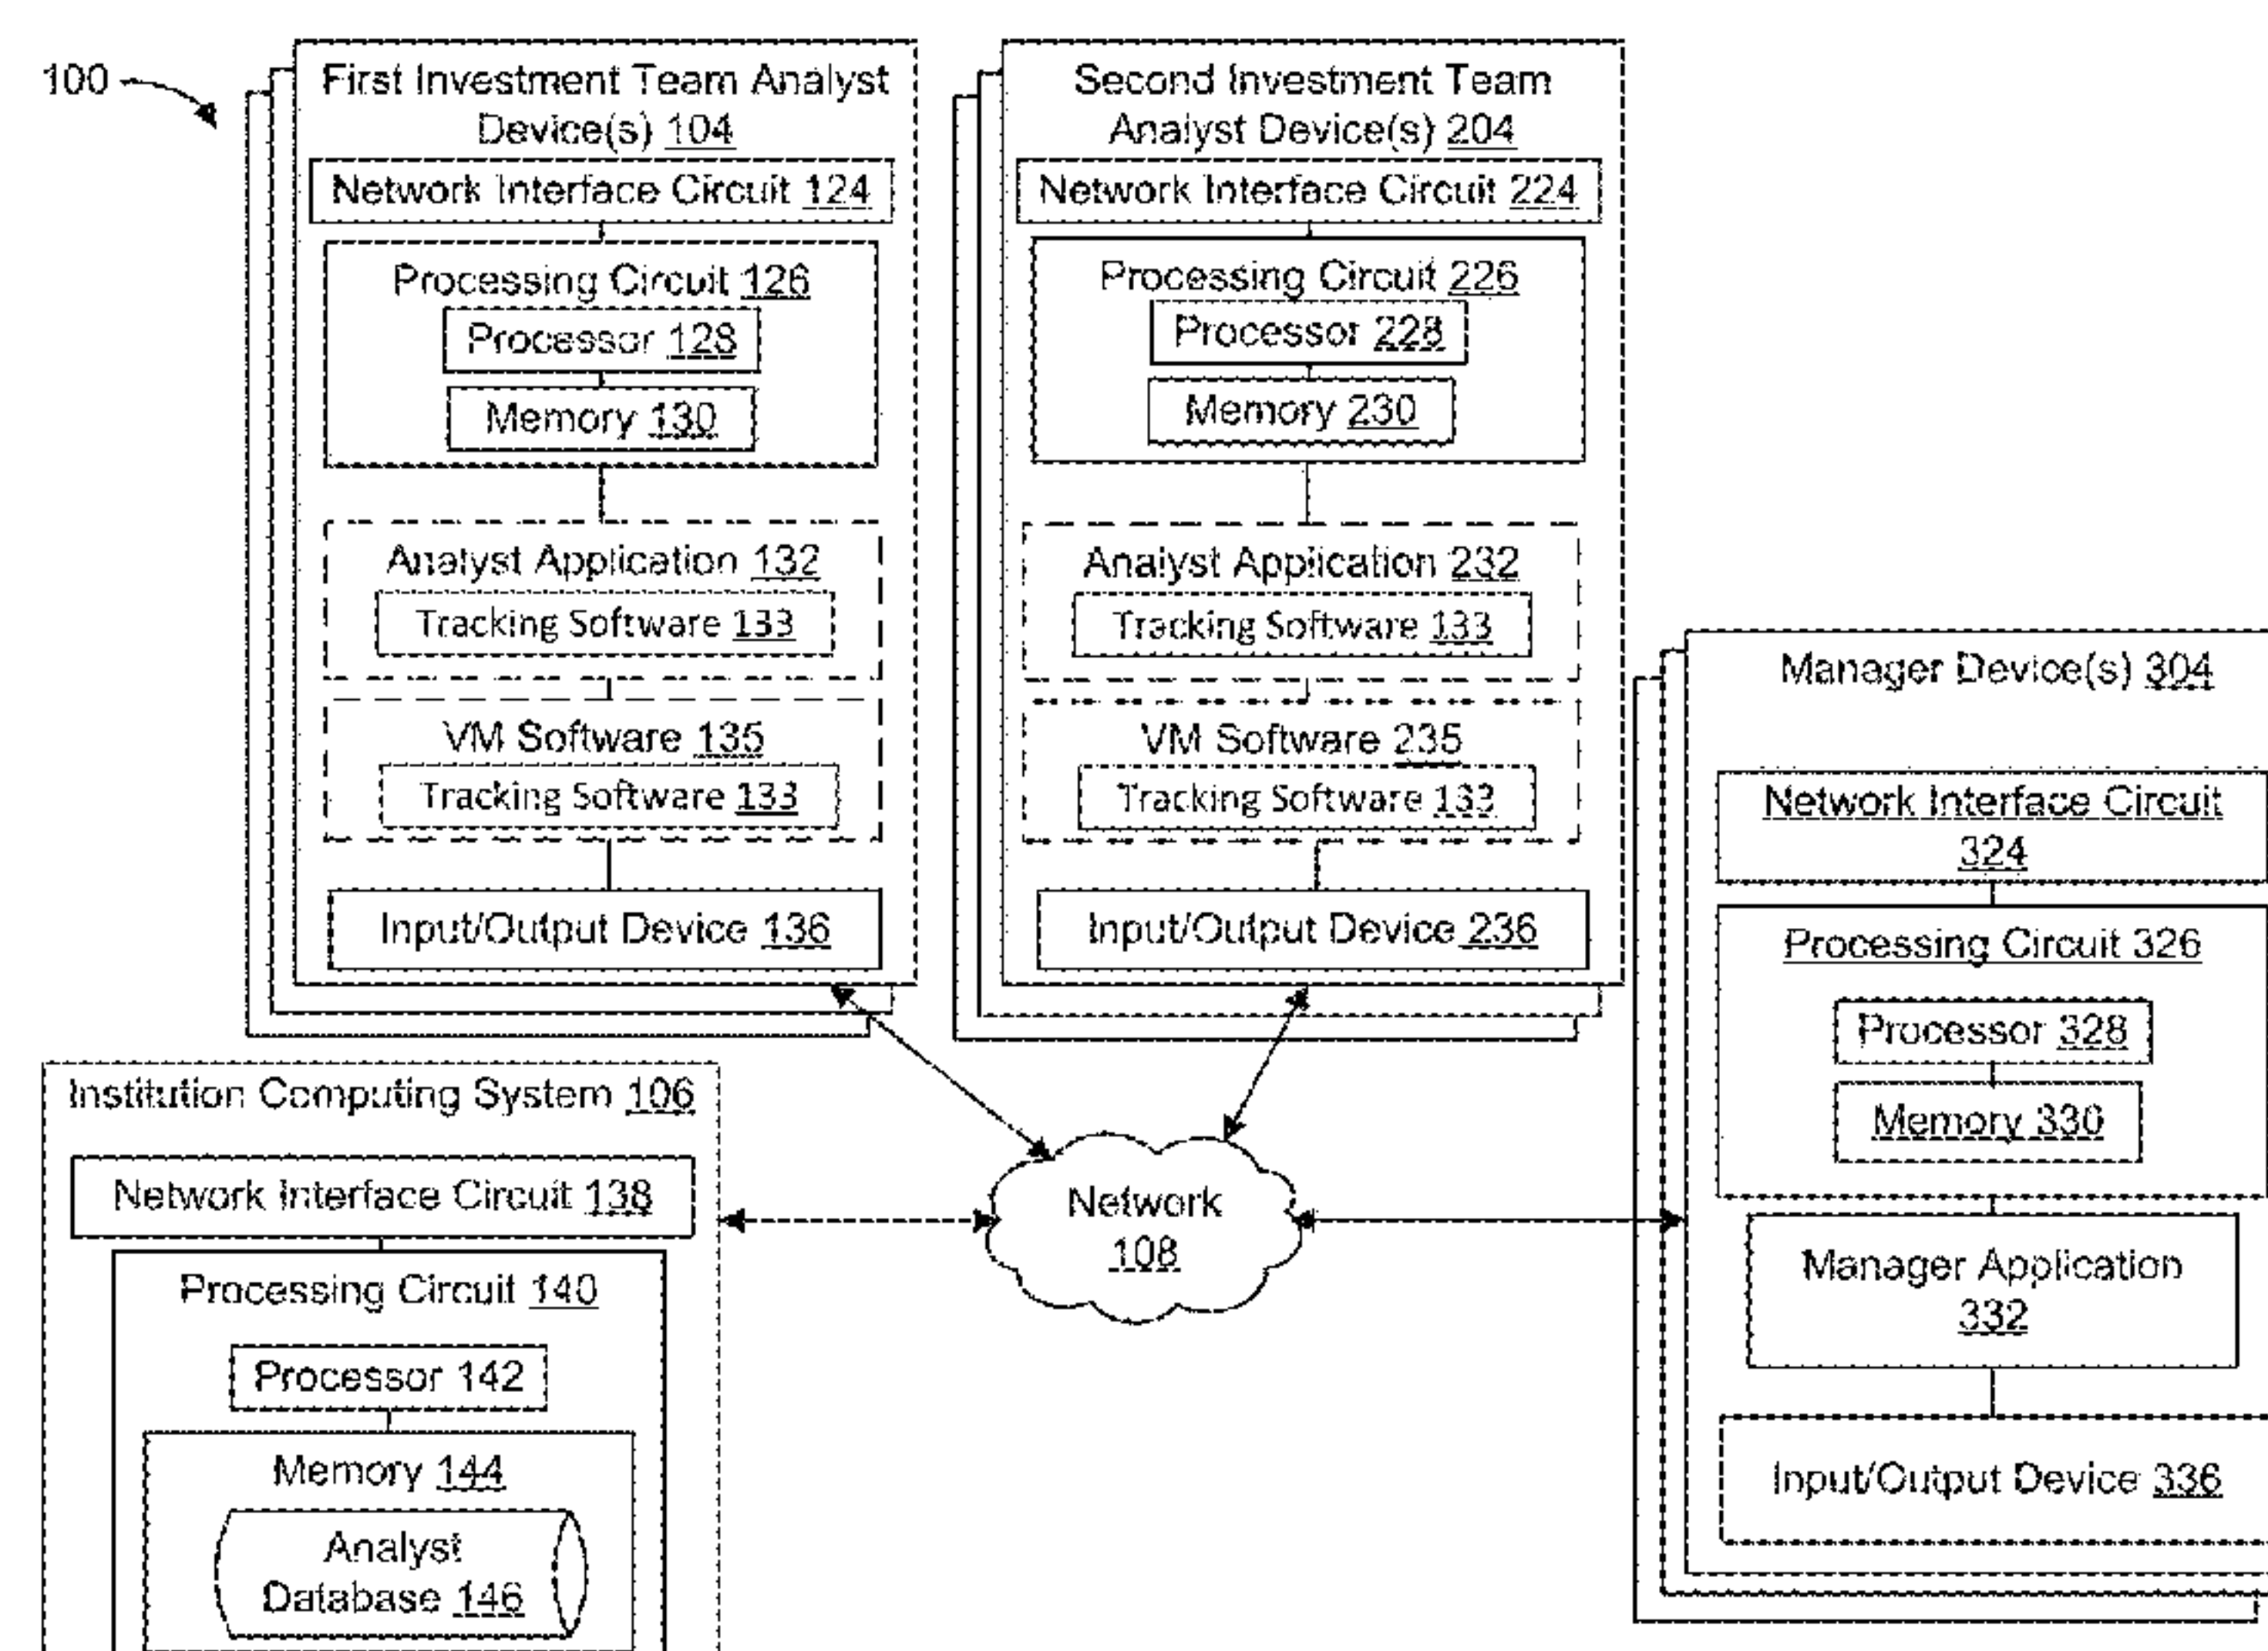 100
First Investment Team Analyst
Device(s) 104
Network Interface Circuit 124
Processing Circuit 126
Processor 128
Memory 130
Analyst Application 132
Tracking Software 133
VM Software 135
Tracking Software 133
Input/Output Device 136
Second Investment Team
Analyst Device(s) 204
Network Interface Circuit 224
Processing Circuit 226
Processor 228
Memory 230
Analyst Application 232
Tracking Software 133
VM Software 235
Tracking Software 133
Input/Output Device 236
Manager Device(s) 304
Network Interface Circuit
324
Processing Circuit 326
Processor 328
Memory 330
Manager Application
332
Input/Output Device 336
Institution Computing System 106
Network Interface Circuit 138
Processing Circuit 140
Processor 142
Memory 144
Analyst
Database 146
Network
108